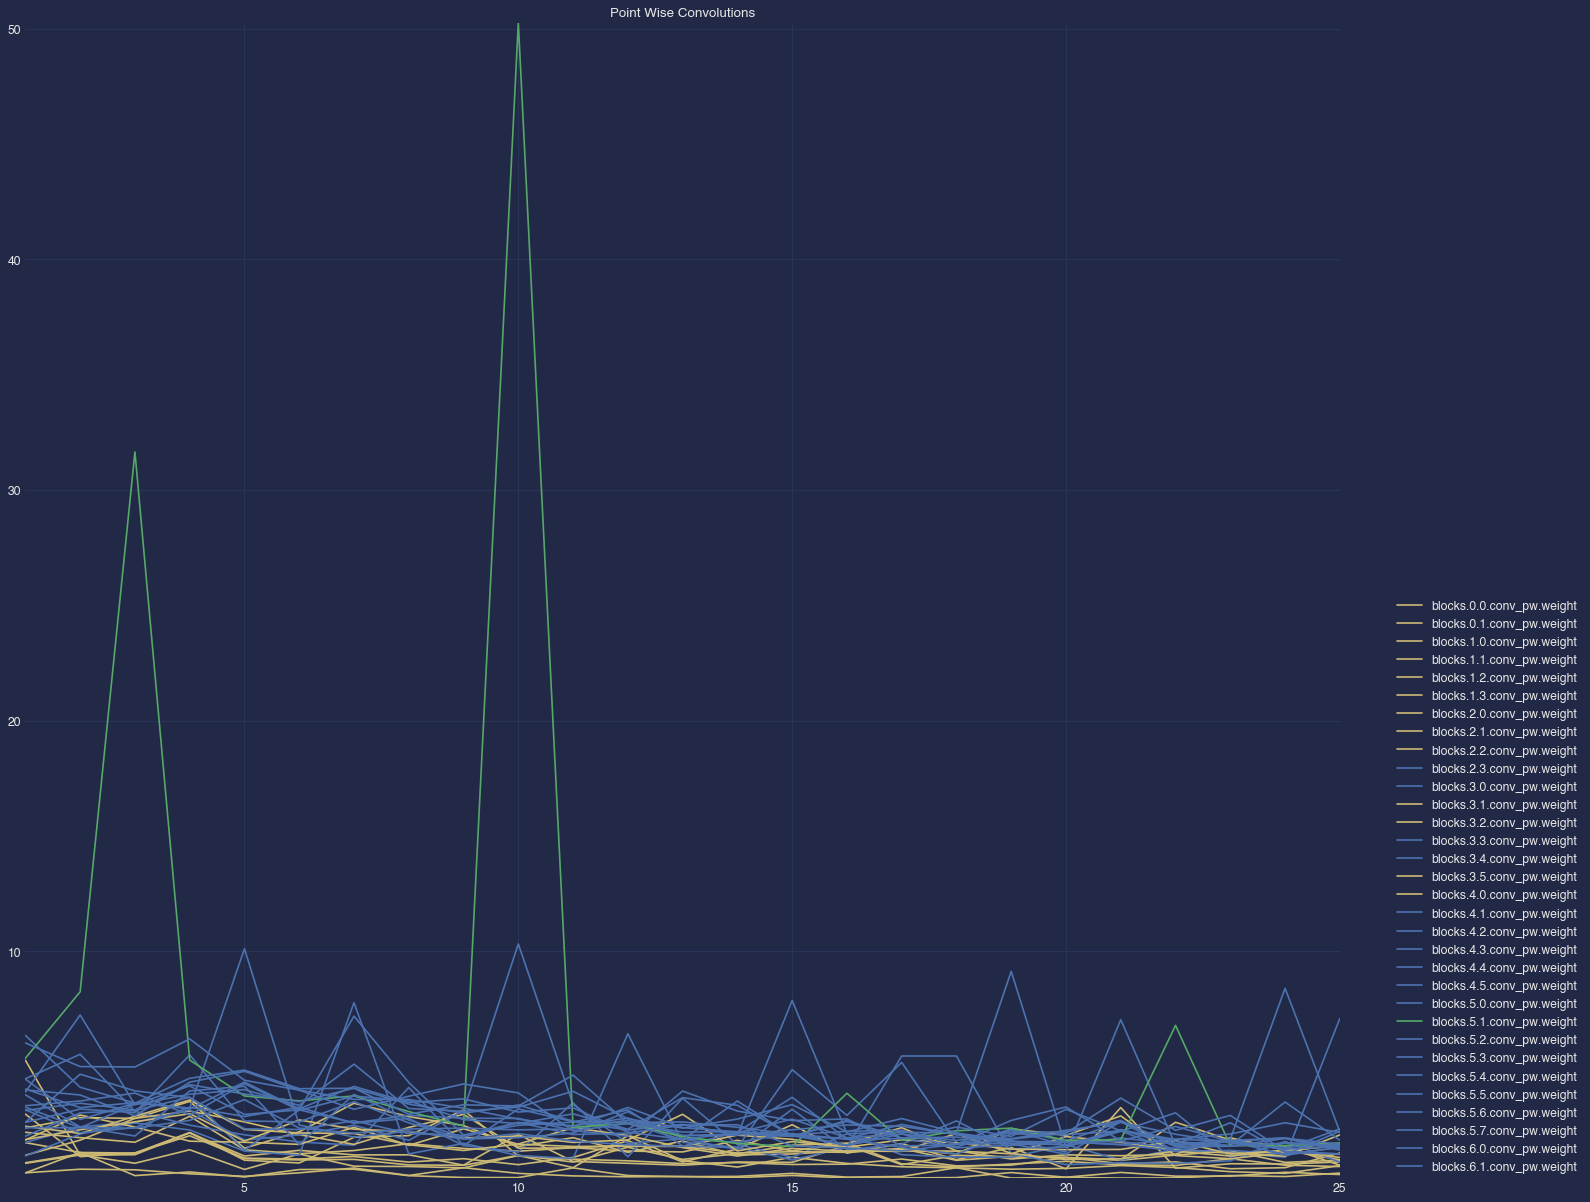 Point Wise Convolutions
50
40
30
20
10
5
10
15
20
25
blocks.0.0.conv_pw.weight
blocks.0.1.conv_pw.weight
blocks.1.0.conv_pw.weight
blocks.1.1.conv_pw.weight
blocks.1.2.conv_pw.weight
blocks.1.3.conv_pw.weight
blocks.2.0.conv_pw.weight
blocks.2.1.conv_pw.weight
blocks.2.2.conv_pw.weight
blocks.2.3.conv_pw.weight
blocks.3.0.conv_pw.weight
blocks.3.1.conv_pw.weight
blocks.3.2.conv_pw.weight
blocks.3.3.conv_pw.weight
blocks.3.4.conv_pw.weight
blocks.3.5.conv_pw.weight
blocks.4.0.conv_pw.weight
blocks.4.1.conv_pw.weight
blocks.4.2.conv_pw.weight
blocks.4.3.conv_pw.weight
blocks.4.4.conv_pw.weight
blocks.4.5.conv_pw.weight
blocks.5.0.conv_pw.weight
blocks.5.1.conv_pw.weight
blocks.5.2.conv_pw.weight
blocks.5.3.conv_pw.weight
blocks.5.4.conv_pw.weight
blocks.5.5.conv_pw.weight
blocks.5.6.conv_pw.weight
blocks.5.7.conv_pw.weight
blocks.6.0.conv_pw.weight
blocks.6.1.conv_pw.weight